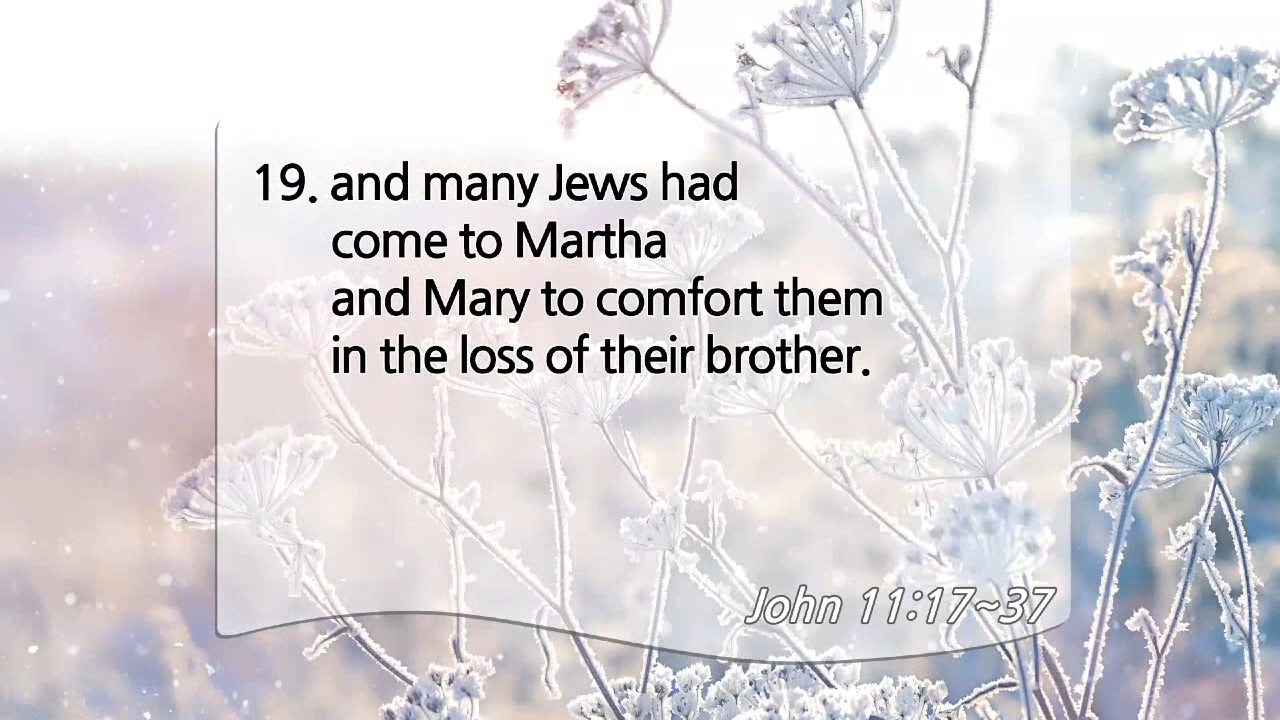 19. and many Jews had
come to Martha
and Mary to comfort them
in the loss of their brother.
John 11:17~37